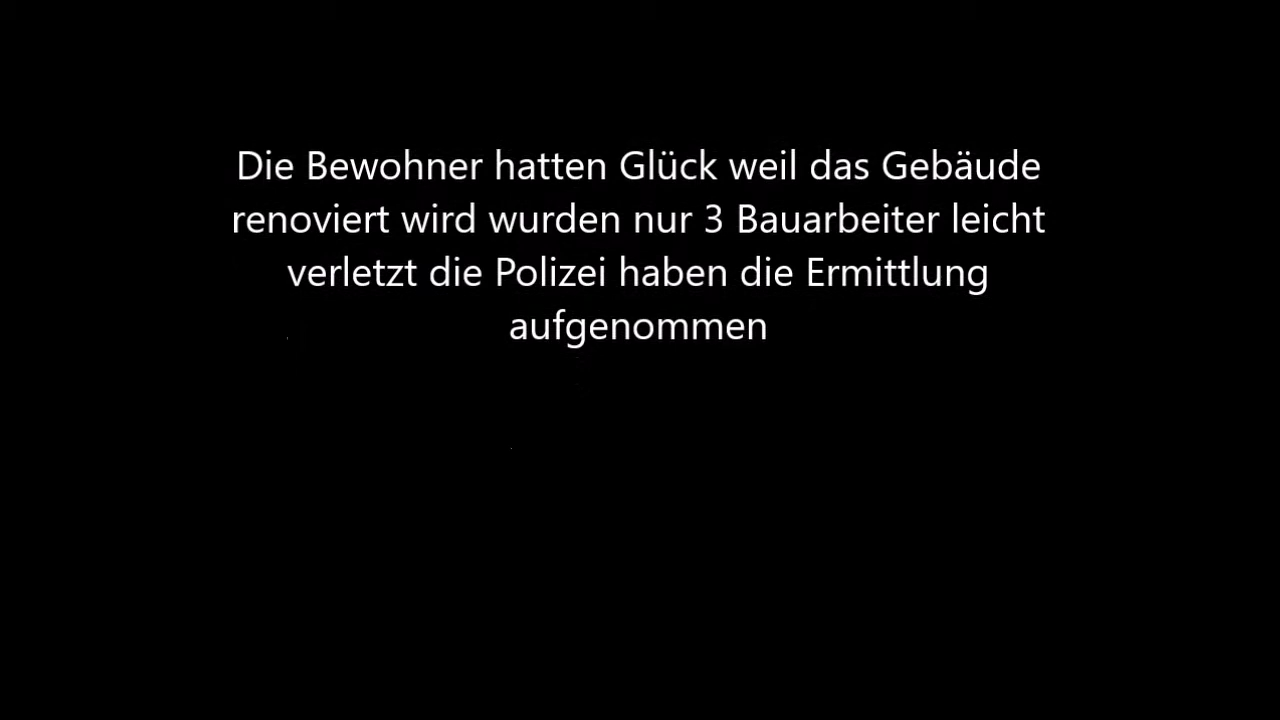 Die Bewohner hatten Glück weil das Gebäude
renoviert wird wurden nur 3 Bauarbeiter leicht
verletzt die Polizei haben die Ermittlung
aufgenommen